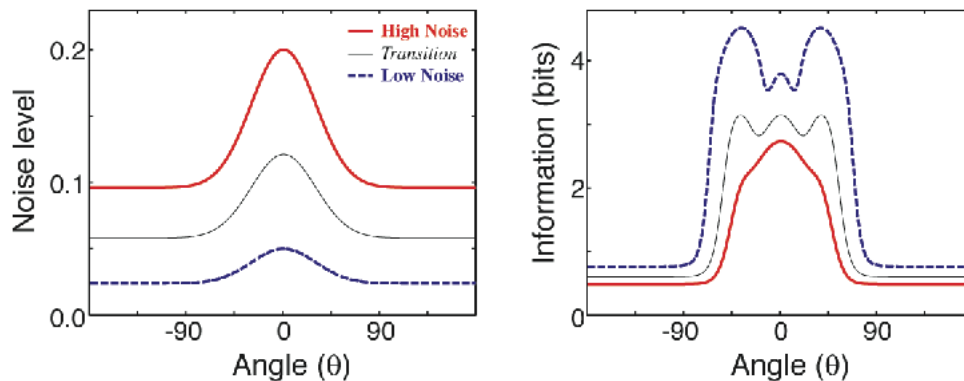 Noise level
0.2
0.1
0.0
High Noise
Transition
Low Noise
-90 0 90
Angle (θ)
Information (bits)
4
2
0
-90 0 90
Angle (θ)